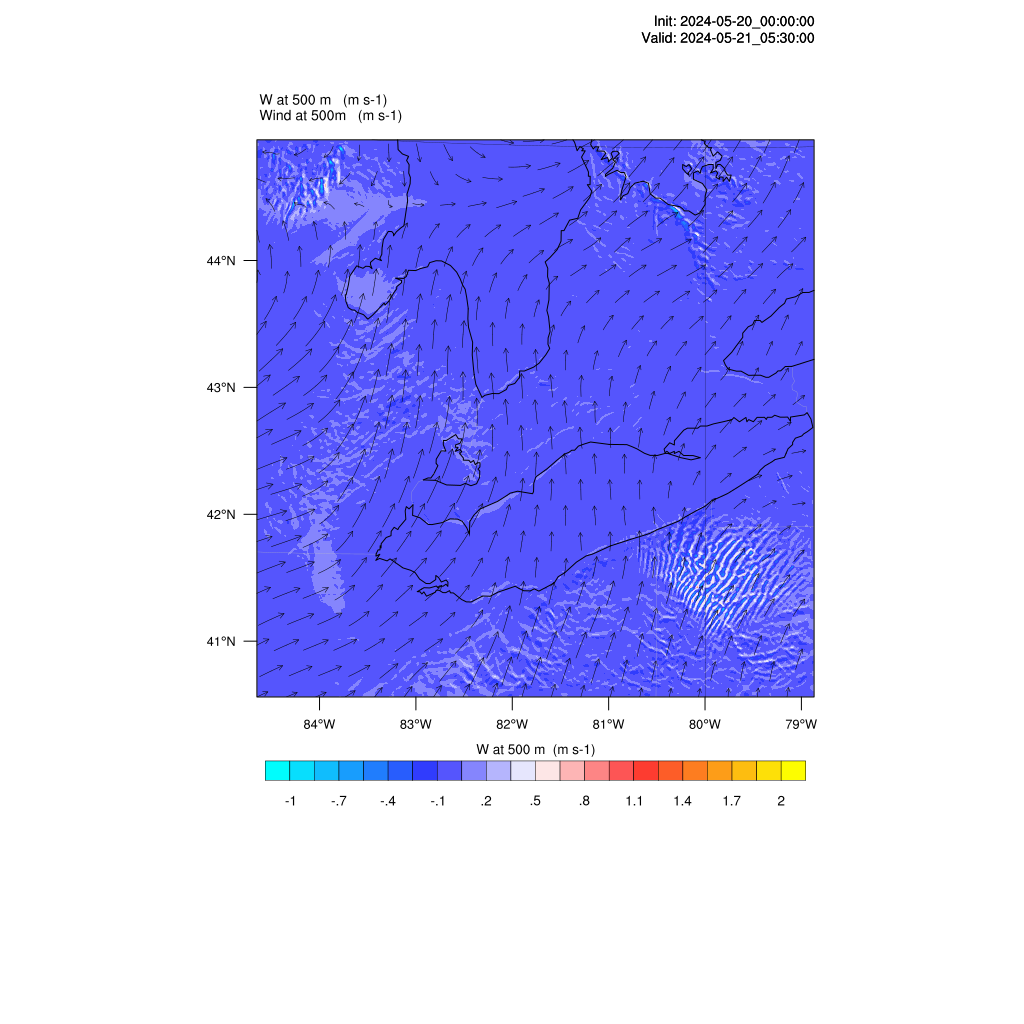 Init: 2024-05-20_00:00:00
Valid: 2024-05-21_05:30:00
W at 500 m (m s-1)
Wind at 500m (m s-1)
44°N
43°N
42°N
41°N
84°W 83°W 82°W 81°W 80°W 79°W
W at 500 m (m s-1)
-1 -.7 -.4 -.1 .2 .5 .8 1.1 1.4 1.7 2